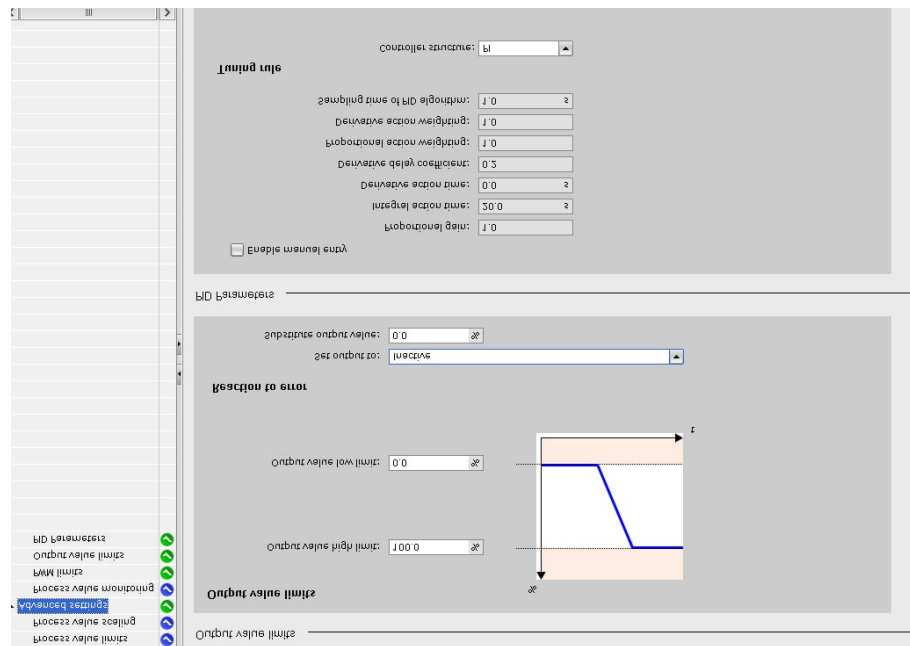 Process value limits
Process value scaling
Advanced settings
Process value monitoring
PWM limits
Output value limits
PID Parameters
Output value limits
Output value limits
%
Output value high limit: 100.0 %
Output value low limit: 0.0 %
t
Reaction to error
Set output to: Inactive
Substitute output value: 0.0 %
PID Parameters
Enable manual entry
Proportional gain: 1.0
Integral action time: 20.0 s
Derivative action time: 0.0 s
Derivative delay coefficient: 0.2
Proportional action weighting: 1.0
Derivative action weighting: 1.0
Sampling time of PID algorithm: 1.0 s
Tuning rule
Controller structure: PI